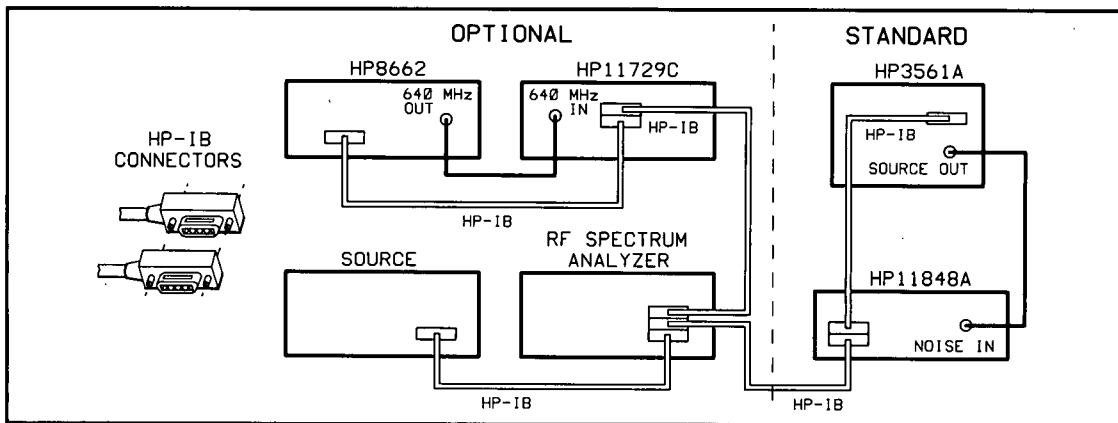 OPTIONAL
STANDARD
HP8662
HP11729C
HP3561A
640 MHz
OUT
640 MHz
IN
HP-IB
HP-IB
HP-IB
CONNECTORS
SOURCE OUT
HP-IB
SOURCE
RF SPECTRUM
ANALYZER
HP11848A
NOISE IN
HP-IB
HP-IB